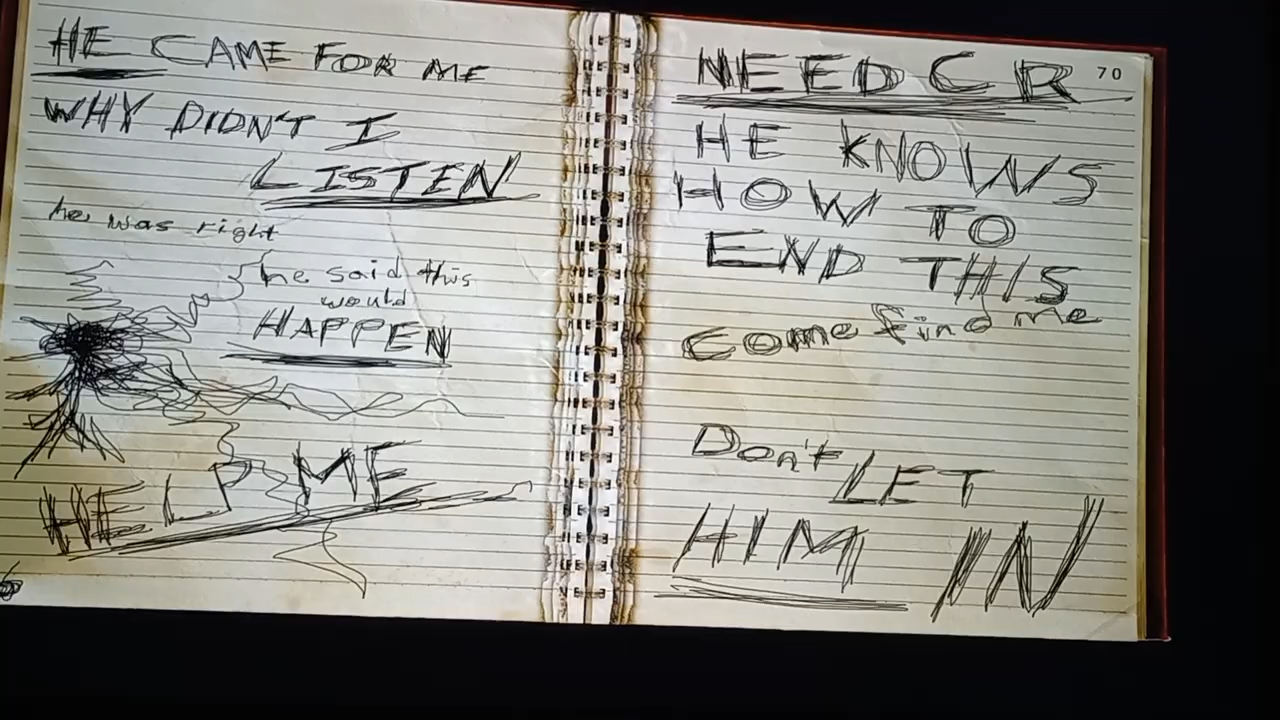 HE CAME FOR ME
WHY DIDN'T I
LISTEN
he was right
he said this
would
HAPPEN
HELP ME
70
NEED CR
HE KNOWS
HOW TO
END THIS
come find me
Don't LET
HIM IN